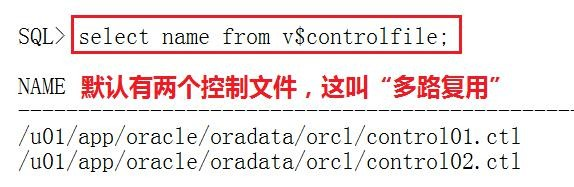 SQL> select name from v$controlfile;
NAME 默认有两个控制文件，这叫“多路复用”
--------------------------------------------------------------------------------
/u01/app/oracle/oradata/orcl/control01.ctl
/u01/app/oracle/oradata/orcl/control02.ctl